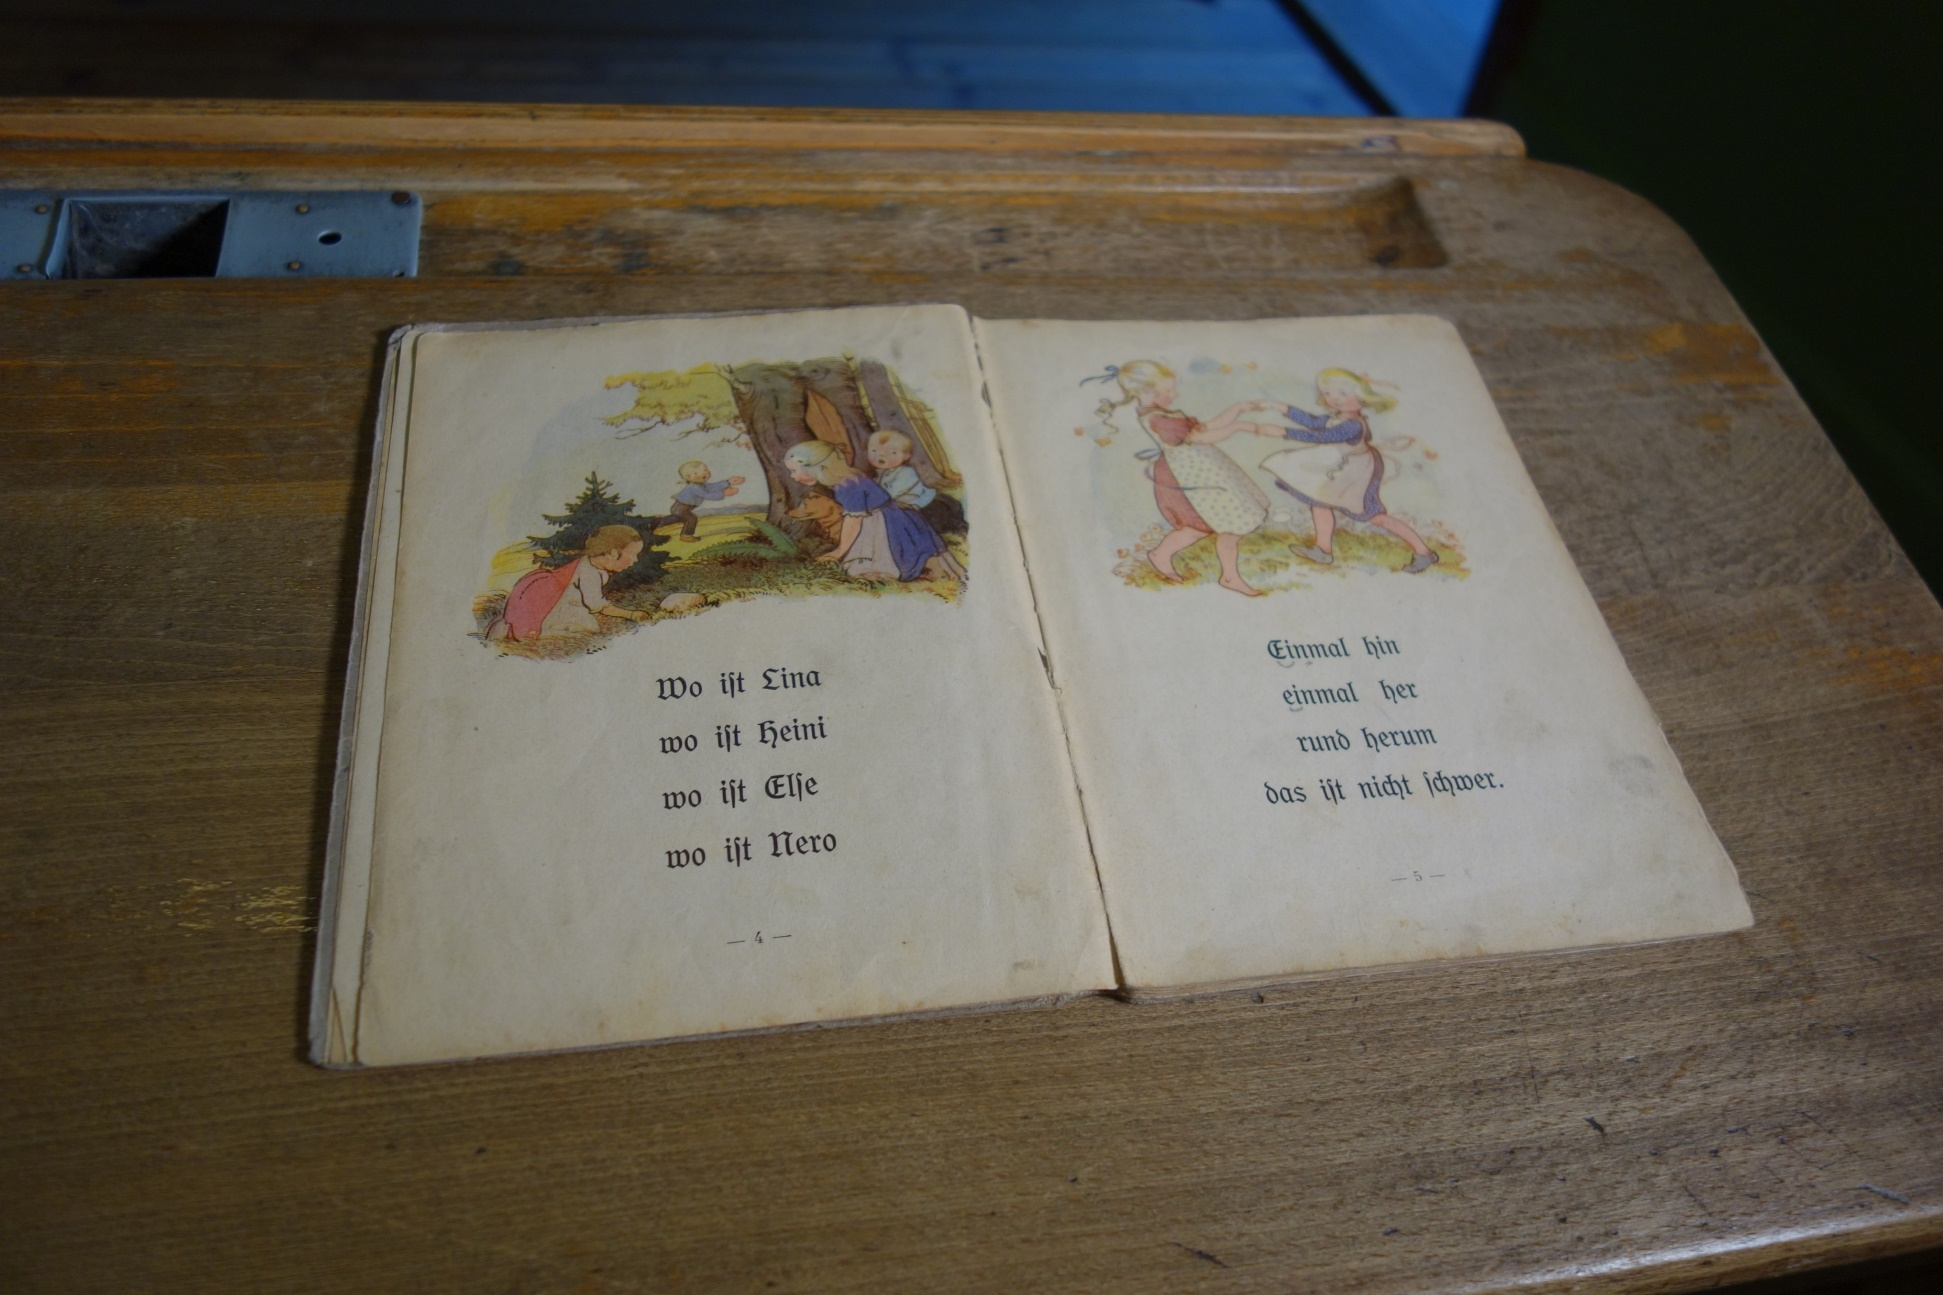 Wo iſt Lina
wo iſt Heini
wo iſt Elſe
wo iſt Nero
— 4 —
Einmal hin
einmal her
rund herum
das iſt nicht ſchwer.
— 5 —